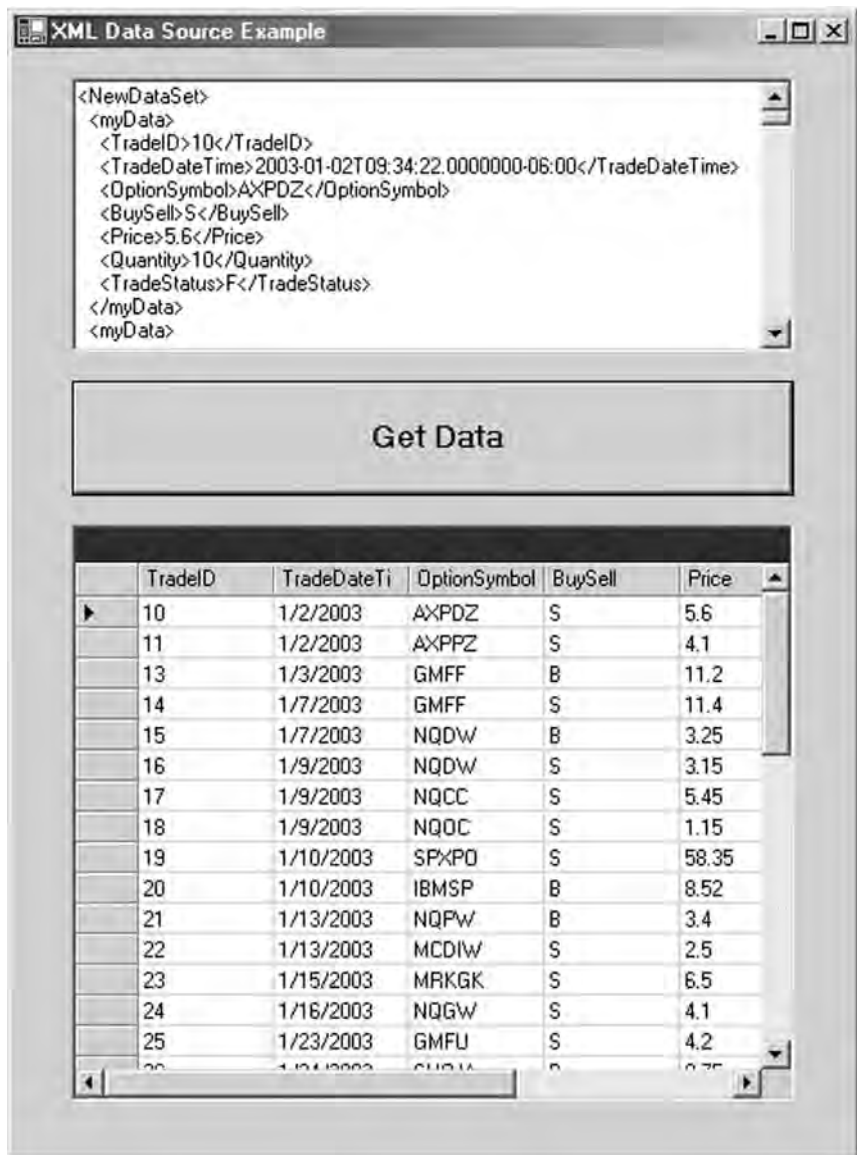 XML Data Source Example
<NewDataSet>
<myData>
<TradeID>10</TradeID>
<TradeDateTime>2003-01-02T09:34:22.0000000-06:00</TradeDateTime>
<OptionSymbol>AXPDZ</OptionSymbol>
<BuySell>S</BuySell>
<Price>5.6</Price>
<Quantity>10</Quantity>
<TradeStatus>F</TradeStatus>
</myData>
<myData>
Get Data
TradeID TradeDateTi OptionSymbol BuySell Price
10 1/2/2003 AXPDZ S 5.6
11 1/2/2003 AXPPZ S 4.1
13 1/3/2003 GMFF B 11.2
14 1/7/2003 GMFF S 11.4
15 1/7/2003 NQDW B 3.25
16 1/9/2003 NQDW S 3.15
17 1/9/2003 NQCC S 5.45
18 1/9/2003 NQOC S 1.15
19 1/10/2003 SPXPO S 58.35
20 1/10/2003 IBMSP B 8.52
21 1/13/2003 NQPW B 3.4
22 1/13/2003 MCDIW S 2.5
23 1/15/2003 MRKGK S 6.5
24 1/16/2003 NQGW S 4.1
25 1/23/2003 GMFU S 4.2